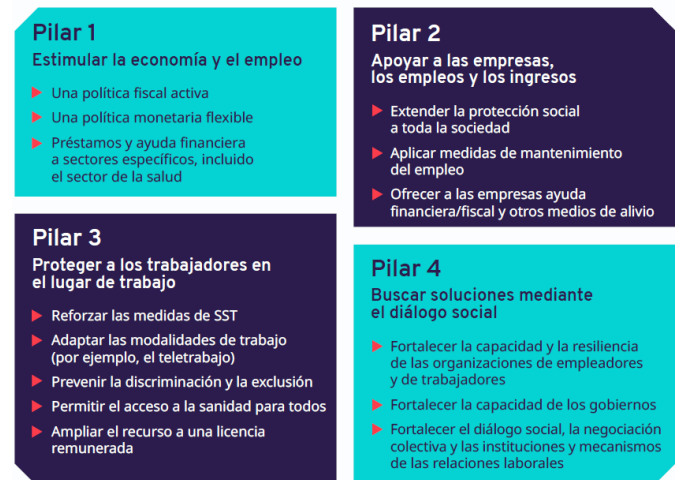 Pilar 1
Estimular la economía y el empleo
Una política fiscal activa
Una política monetaria flexible
Préstamos y ayuda financiera
a sectores específicos, incluido
el sector de la salud
Pilar 2
Apoyar a las empresas,
los empleos y los ingresos
Extender la protección social
a toda la sociedad
Aplicar medidas de mantenimiento
del empleo
Ofrecer a las empresas ayuda
financiera/fiscal y otros medios de alivio
Pilar 3
Proteger a los trabajadores en
el lugar de trabajo
Reforzar las medidas de SST
Adaptar las modalidades de trabajo
(por ejemplo, el teletrabajo)
Prevenir la discriminación y la exclusión
Permitir el acceso a la sanidad para todos
Ampliar el recurso a una licencia
remunerada
Pilar 4
Buscar soluciones mediante
el diálogo social
Fortalecer la capacidad y la resiliencia
de las organizaciones de empleadores
y de trabajadores
Fortalecer la capacidad de los gobiernos
Fortalecer el diálogo social, la negociación
colectiva y las instituciones y mecanismos
de las relaciones laborales